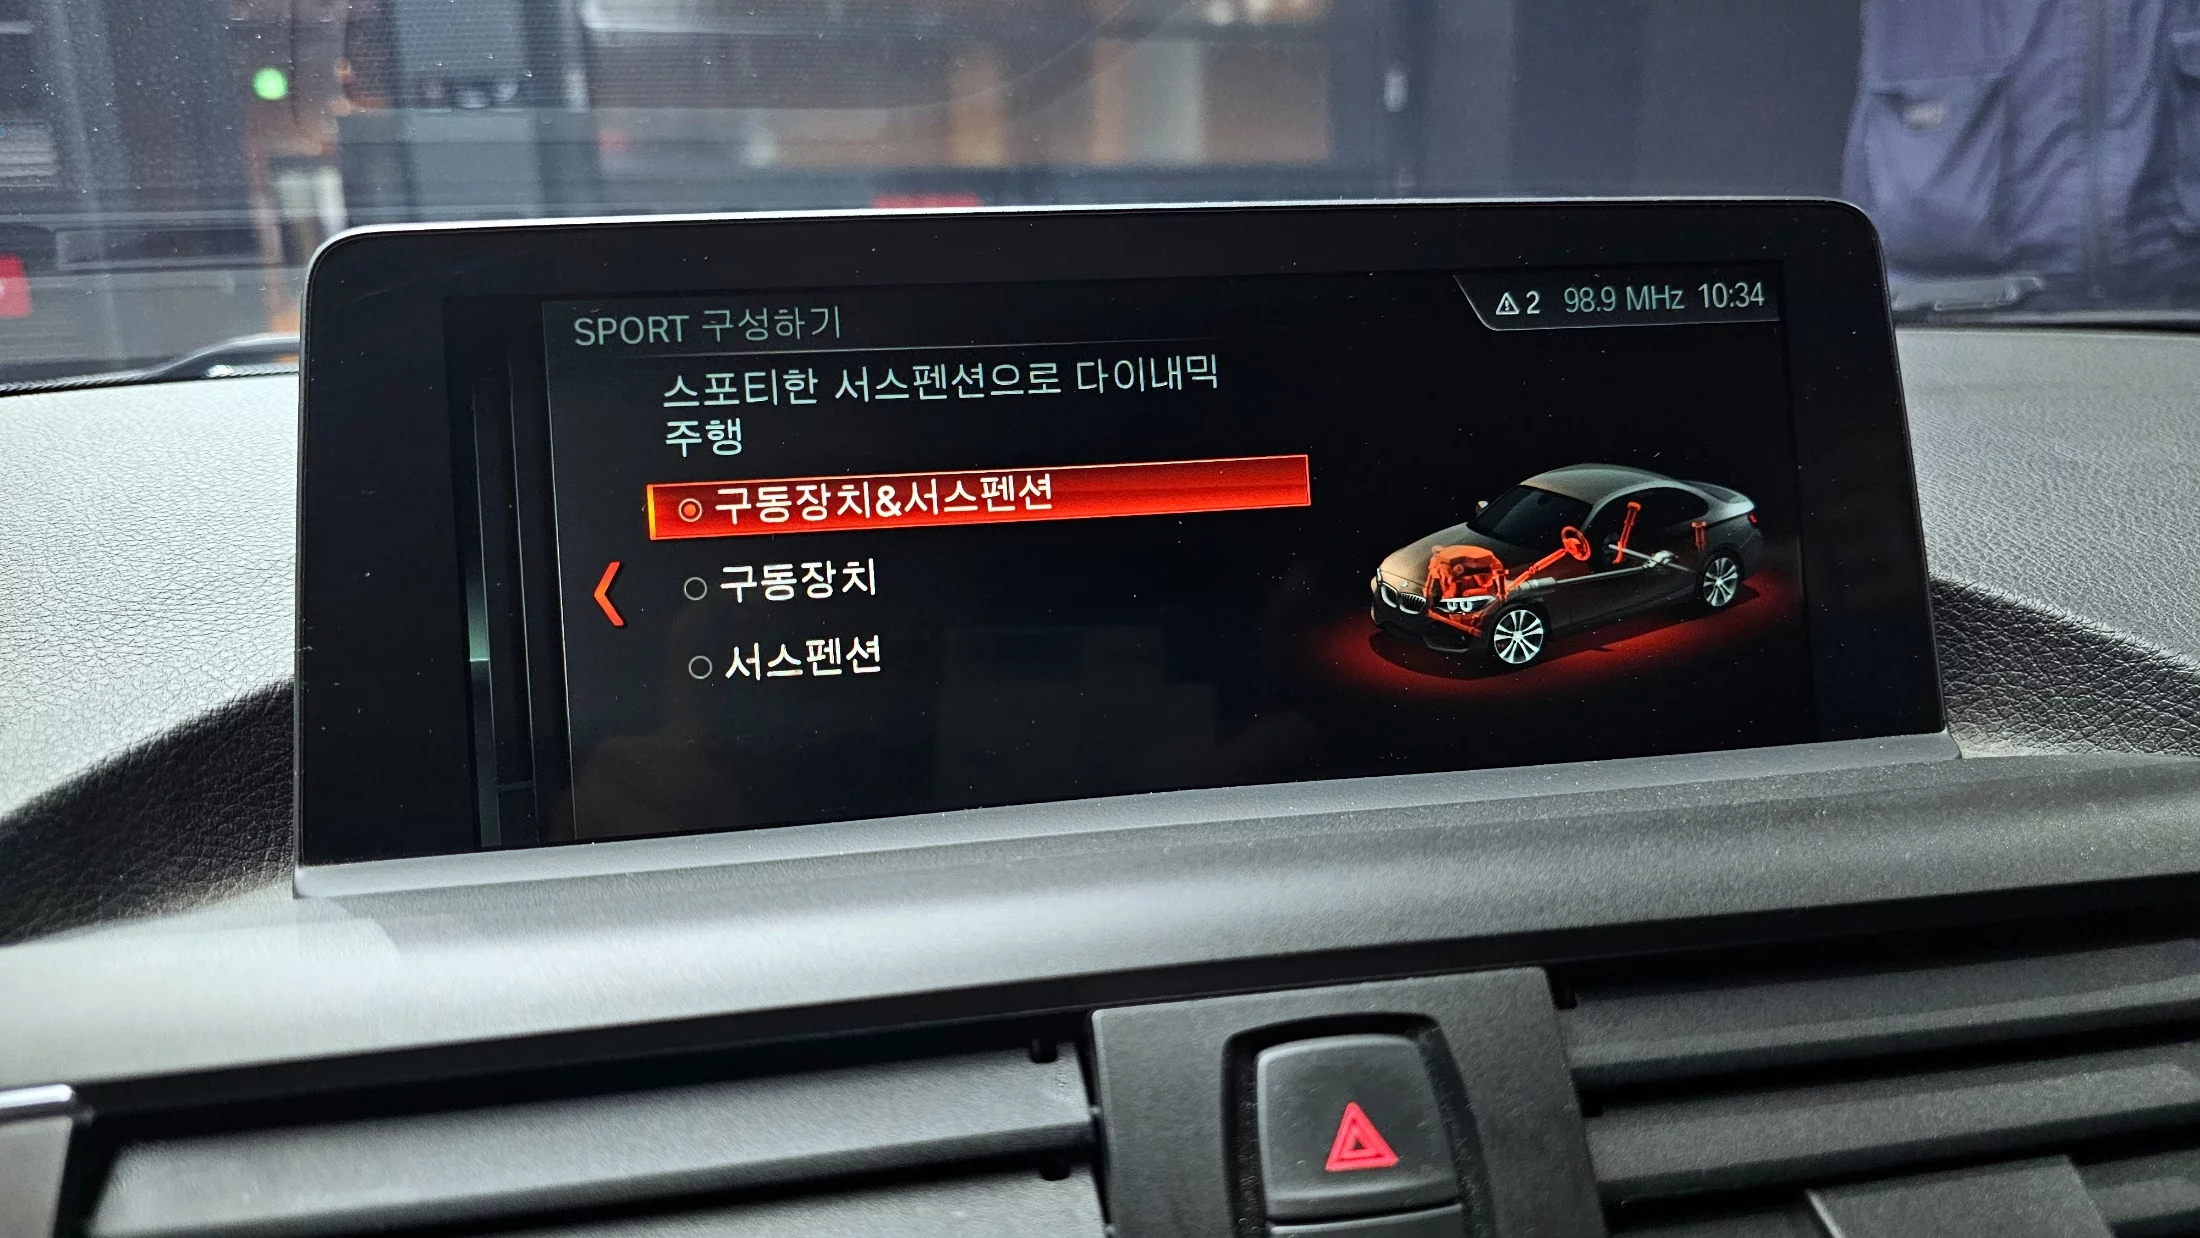 SPORT 구성하기
2 98.9 MHz 10:34
스포티한 서스펜션으로 다이내믹
주행
구동장치&서스펜션
구동장치
서스펜션